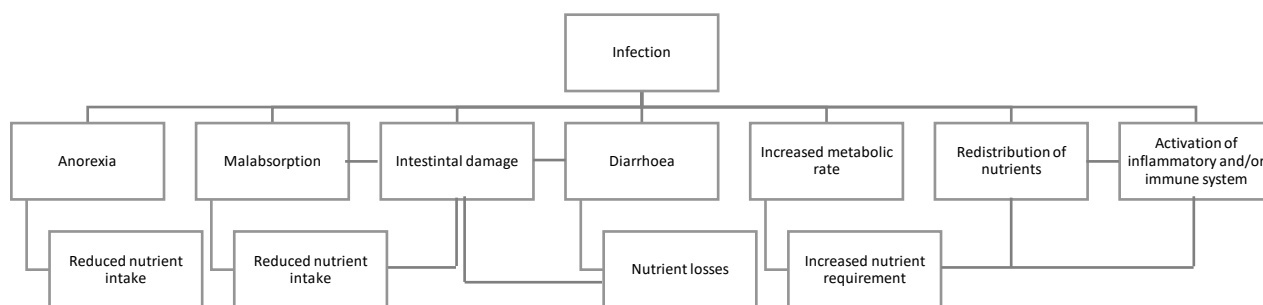 Infection
Anorexia
Malabsorption
Intestintal damage
Diarrhoea
Increased metabolic
rate
Redistribution of
nutrients
Activation of
inflammatory and/or
immune system
Reduced nutrient
intake
Reduced nutrient
intake
Nutrient losses
Increased nutrient
requirement